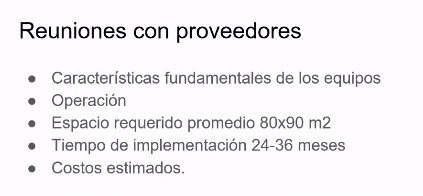 Reuniones con proveedores
● Características fundamentales de los equipos
● Operación
● Espacio requerido promedio 80x90 m2
● Tiempo de implementación 24-36 meses
● Costos estimados.